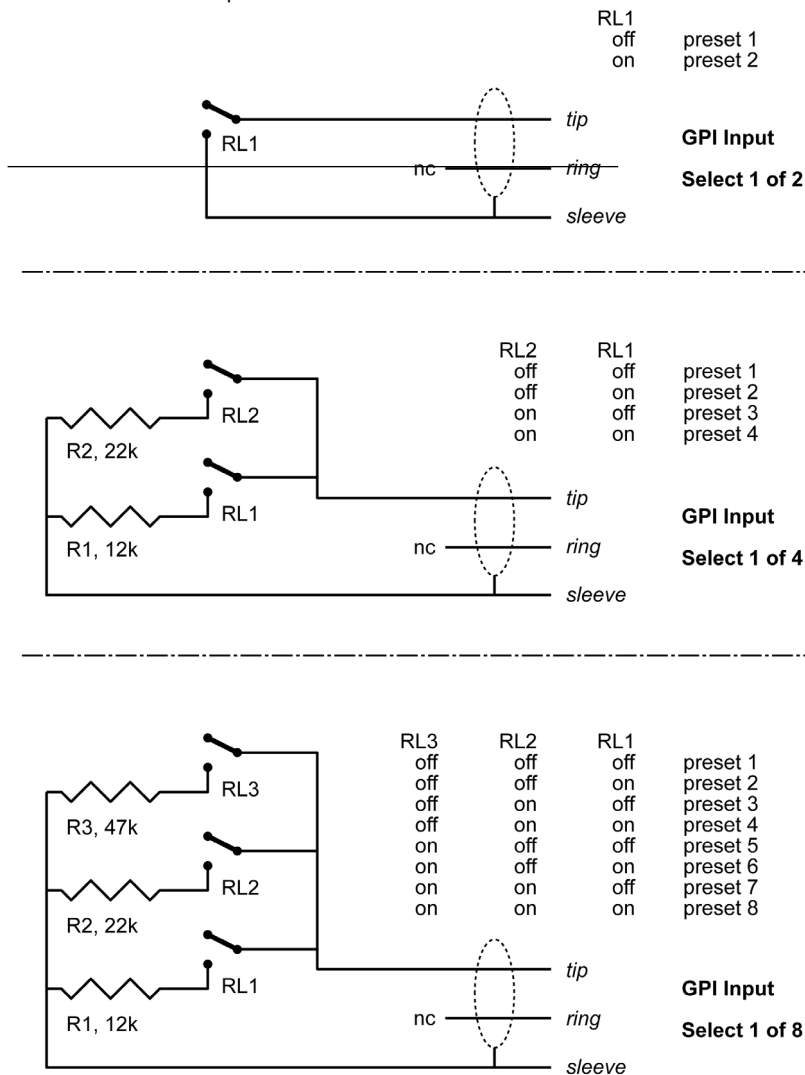 RL1
off preset 1
on preset 2
tip
RL1
GPI Input
nc ring
Select 1 of 2
sleeve
RL2 RL1
off off preset 1
off on preset 2
on off preset 3
on on preset 4
RL2
R2, 22k
tip
RL1
GPI Input
R1, 12k
nc ring
Select 1 of 4
sleeve
RL3 RL2 RL1
off off off preset 1
off off on preset 2
off on off preset 3
off on on preset 4
on off off preset 5
on off on preset 6
on on off preset 7
on on on preset 8
RL3
R3, 47k
RL2
R2, 22k
tip
RL1
GPI Input
R1, 12k
nc ring
Select 1 of 8
sleeve